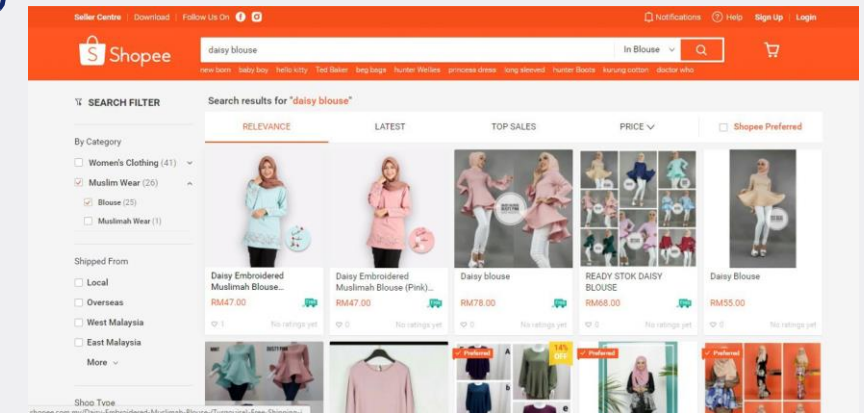 Seller Centre | Download | Follow Us On
Notifications Help Sign Up | Login
Shopee
daisy blouse
In Blouse
new born baby boy hello kitty Ted Baker beg bags hunter Wellies princess dress long sleeved hunter Boots kurung cotton doctor who
SEARCH FILTER
Search results for "daisy blouse"
RELEVANCE LATEST TOP SALES PRICE Shopee Preferred
By Category
Women's Clothing (41)
Muslim Wear (26)
Blouse (25)
Muslimah Wear (1)
Shipped From
Local
Overseas
West Malaysia
East Malaysia
More
Shop Type
Daisy Embroidered
Muslimah Blouse...
RM47.00
1 No ratings yet
Daisy Embroidered
Muslimah Blouse (Pink)...
RM47.00
0 No ratings yet
Daisy blouse
RM78.00
0 No ratings yet
READY STOK DAISY
BLOUSE
RM68.00
0 No ratings yet
Daisy Blouse
RM55.00
0 No ratings yet
MINT DUSTY PINK
Preferred
A
b
e
14%
OFF
Preferred
Preferred